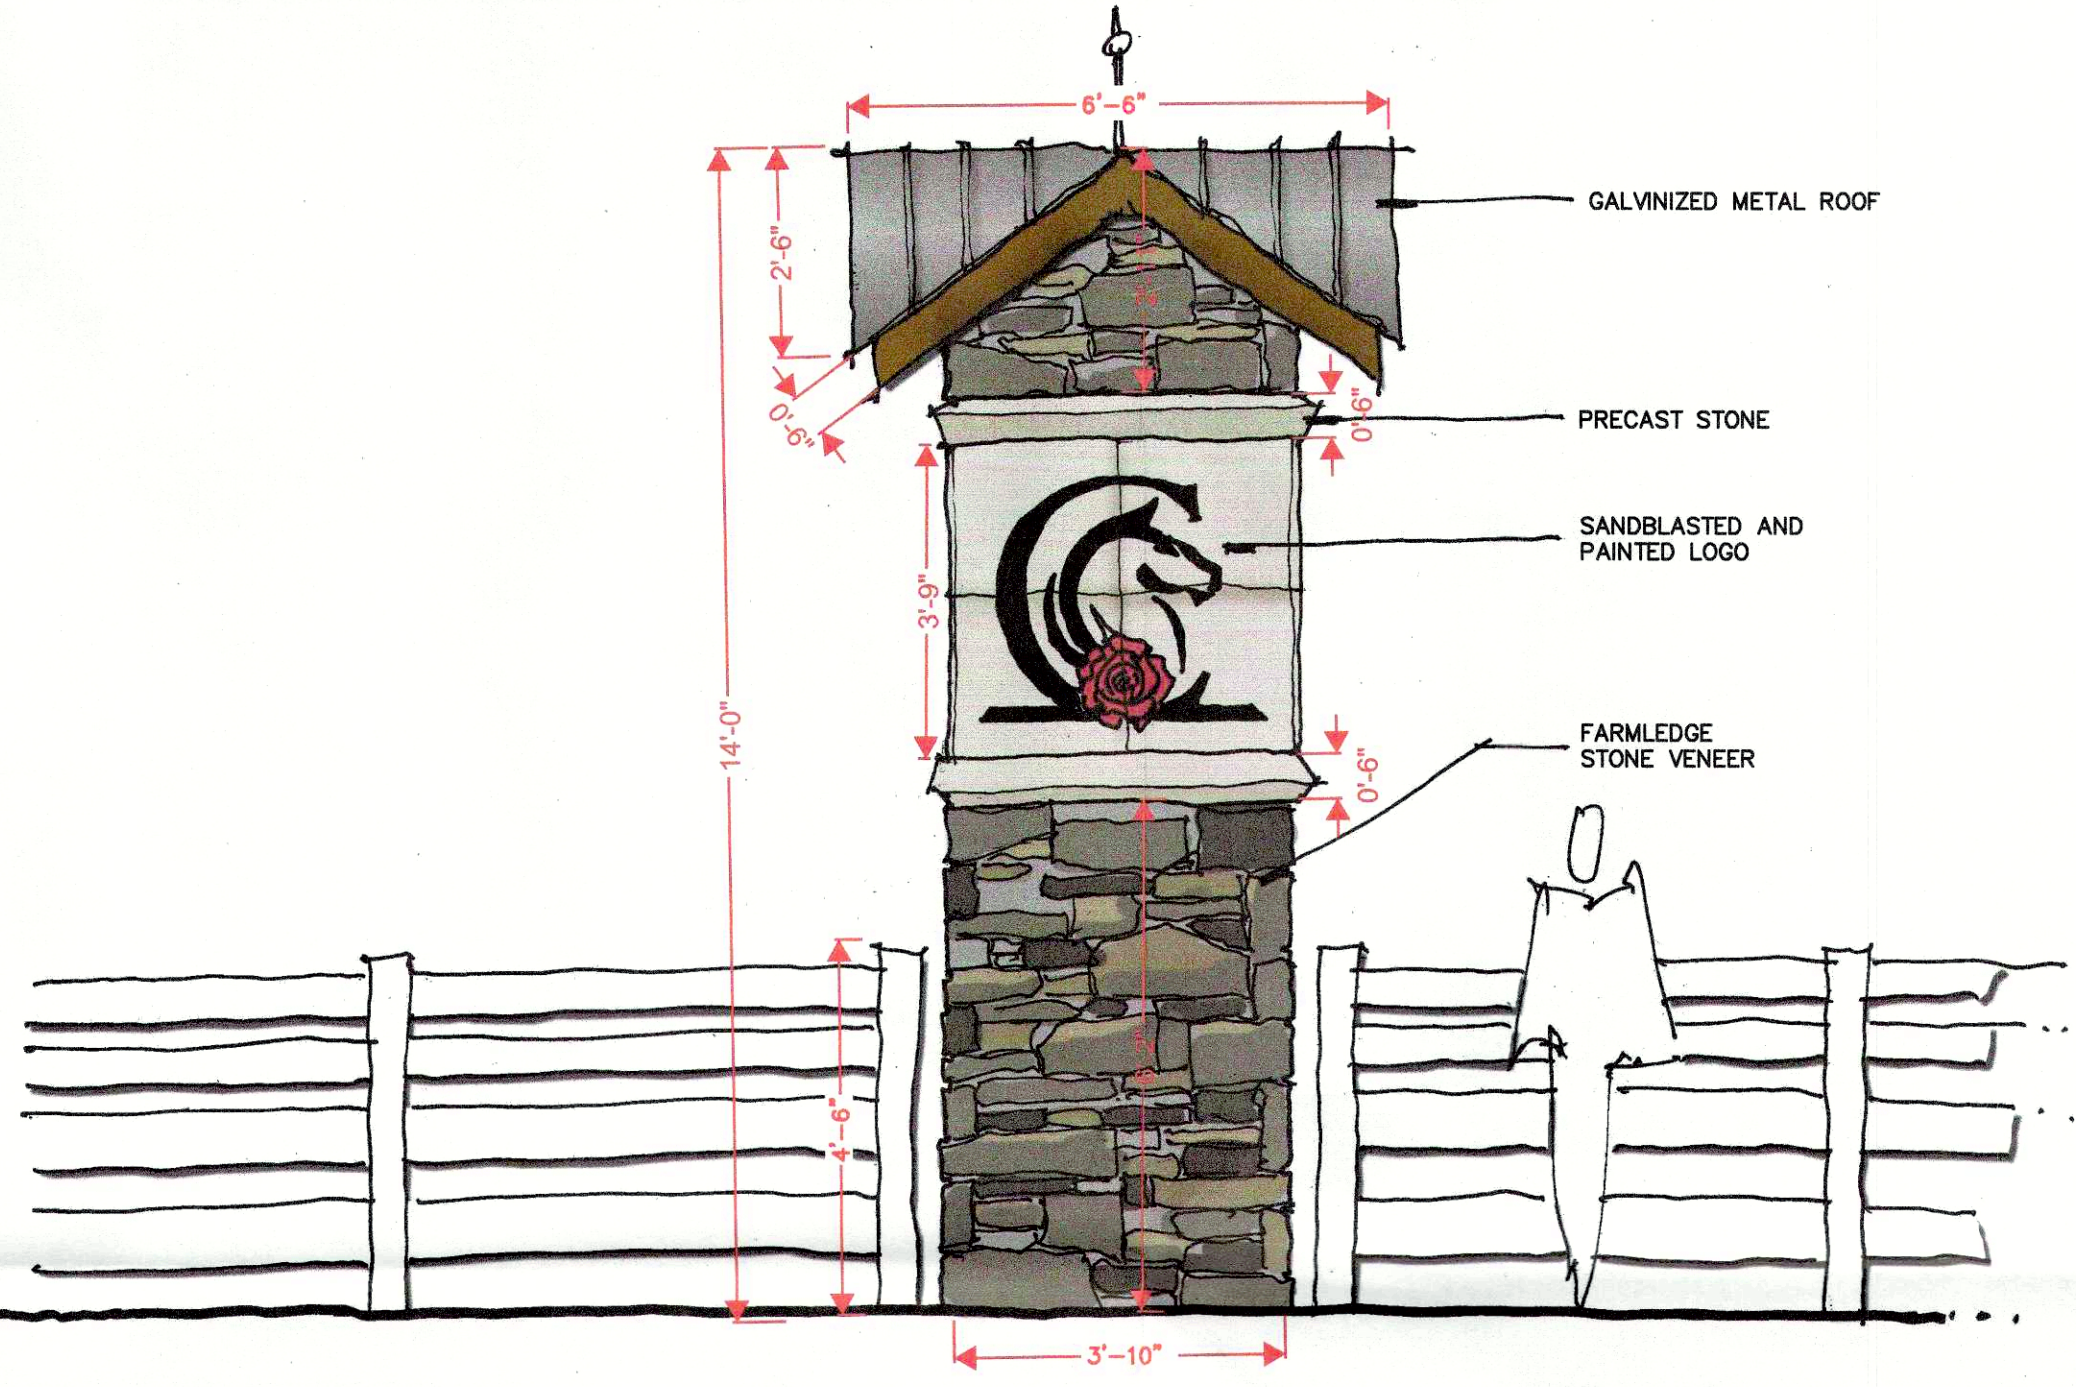 6'-6"
GALVINIZED METAL ROOF
2'-6"
0'-6"
0'-6"
PRECAST STONE
SANDBLASTED AND
PAINTED LOGO
3'-9"
14'-0"
FARMLEDGE
STONE VENEER
0'-6"
4'-6"
3'-10"